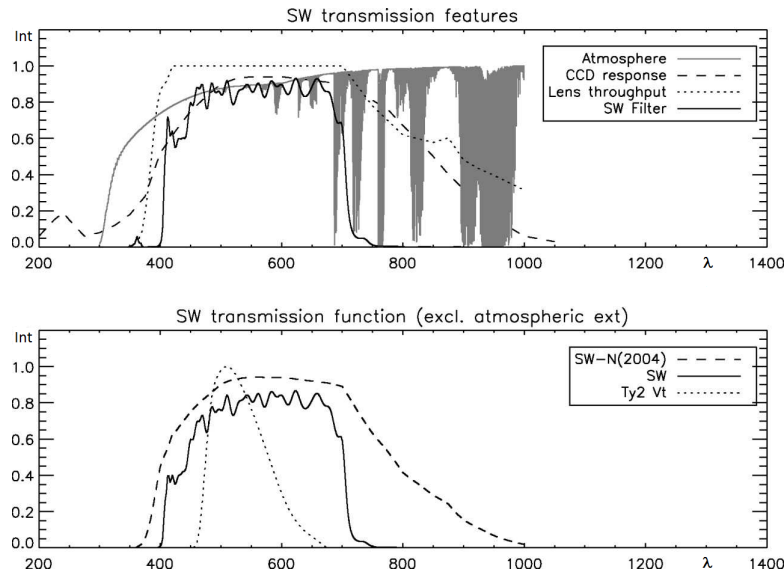 SW transmission features
Int
1.0
0.8
0.6
0.4
0.2
0.0
Atmosphere
CCD response
Lens throughput
SW Filter
200 400 600 800 1000 λ 1200 1400
SW transmission function (excl. atmospheric ext)
Int
1.0
0.8
0.6
0.4
0.2
0.0
SW-N(2004)
SW
Ty2 Vt
200 400 600 800 1000 λ 1200 1400